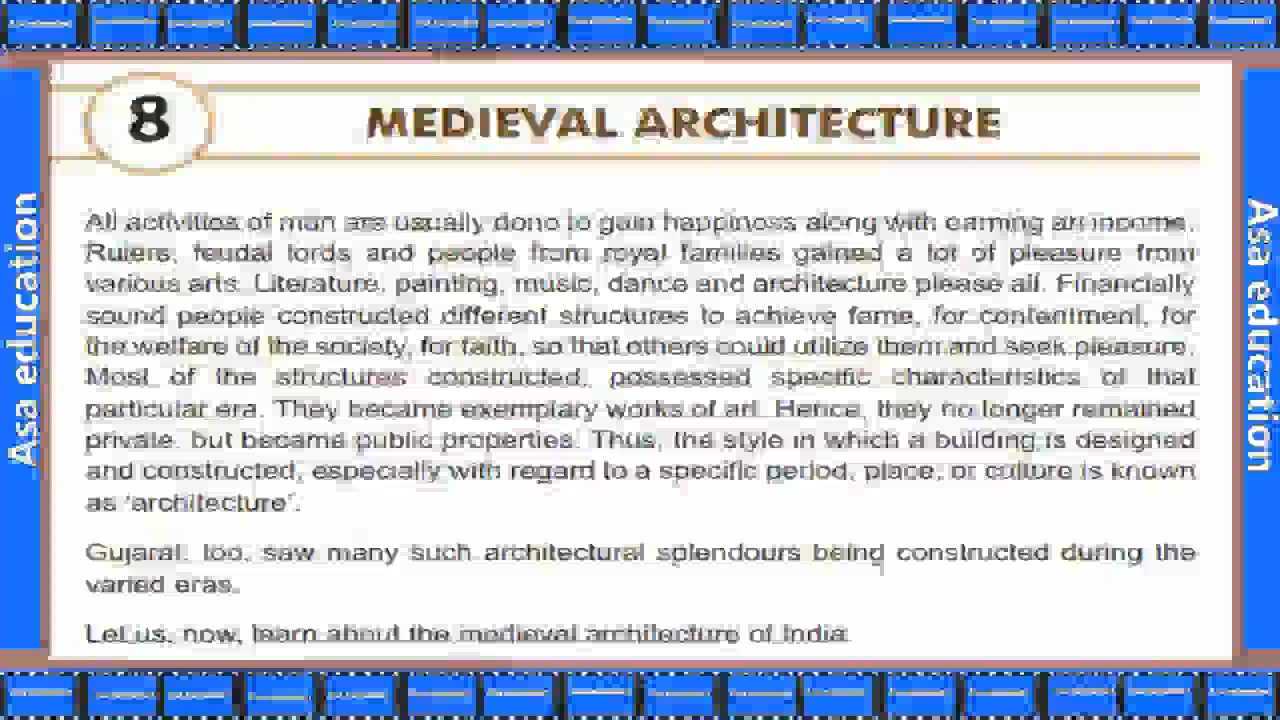 8
MEDIEVAL ARCHITECTURE
All activities of man are usually done to gain happiness along with earning an income.
Rulers, feudal lords and people from royal families gained a lot of pleasure from
various arts. Literature, painting, music, dance and architecture please all. Financially
sound people constructed different structures to achieve fame, for contentment, for
the welfare of the society, for faith, so that others could utilize them and seek pleasure.
Most of the structures constructed, possessed specific characteristics of that
particular era. They became exemplary works of art. Hence, they no longer remained
private, but became public properties. Thus, the style in which a building is designed
and constructed, especially with regard to a specific period, place, or culture is known
as 'architecture'.
Gujarat, too, saw many such architectural splendours being constructed during the
varied eras.
Let us, now, learn about the medieval architecture of India.
Asa education
Asa education